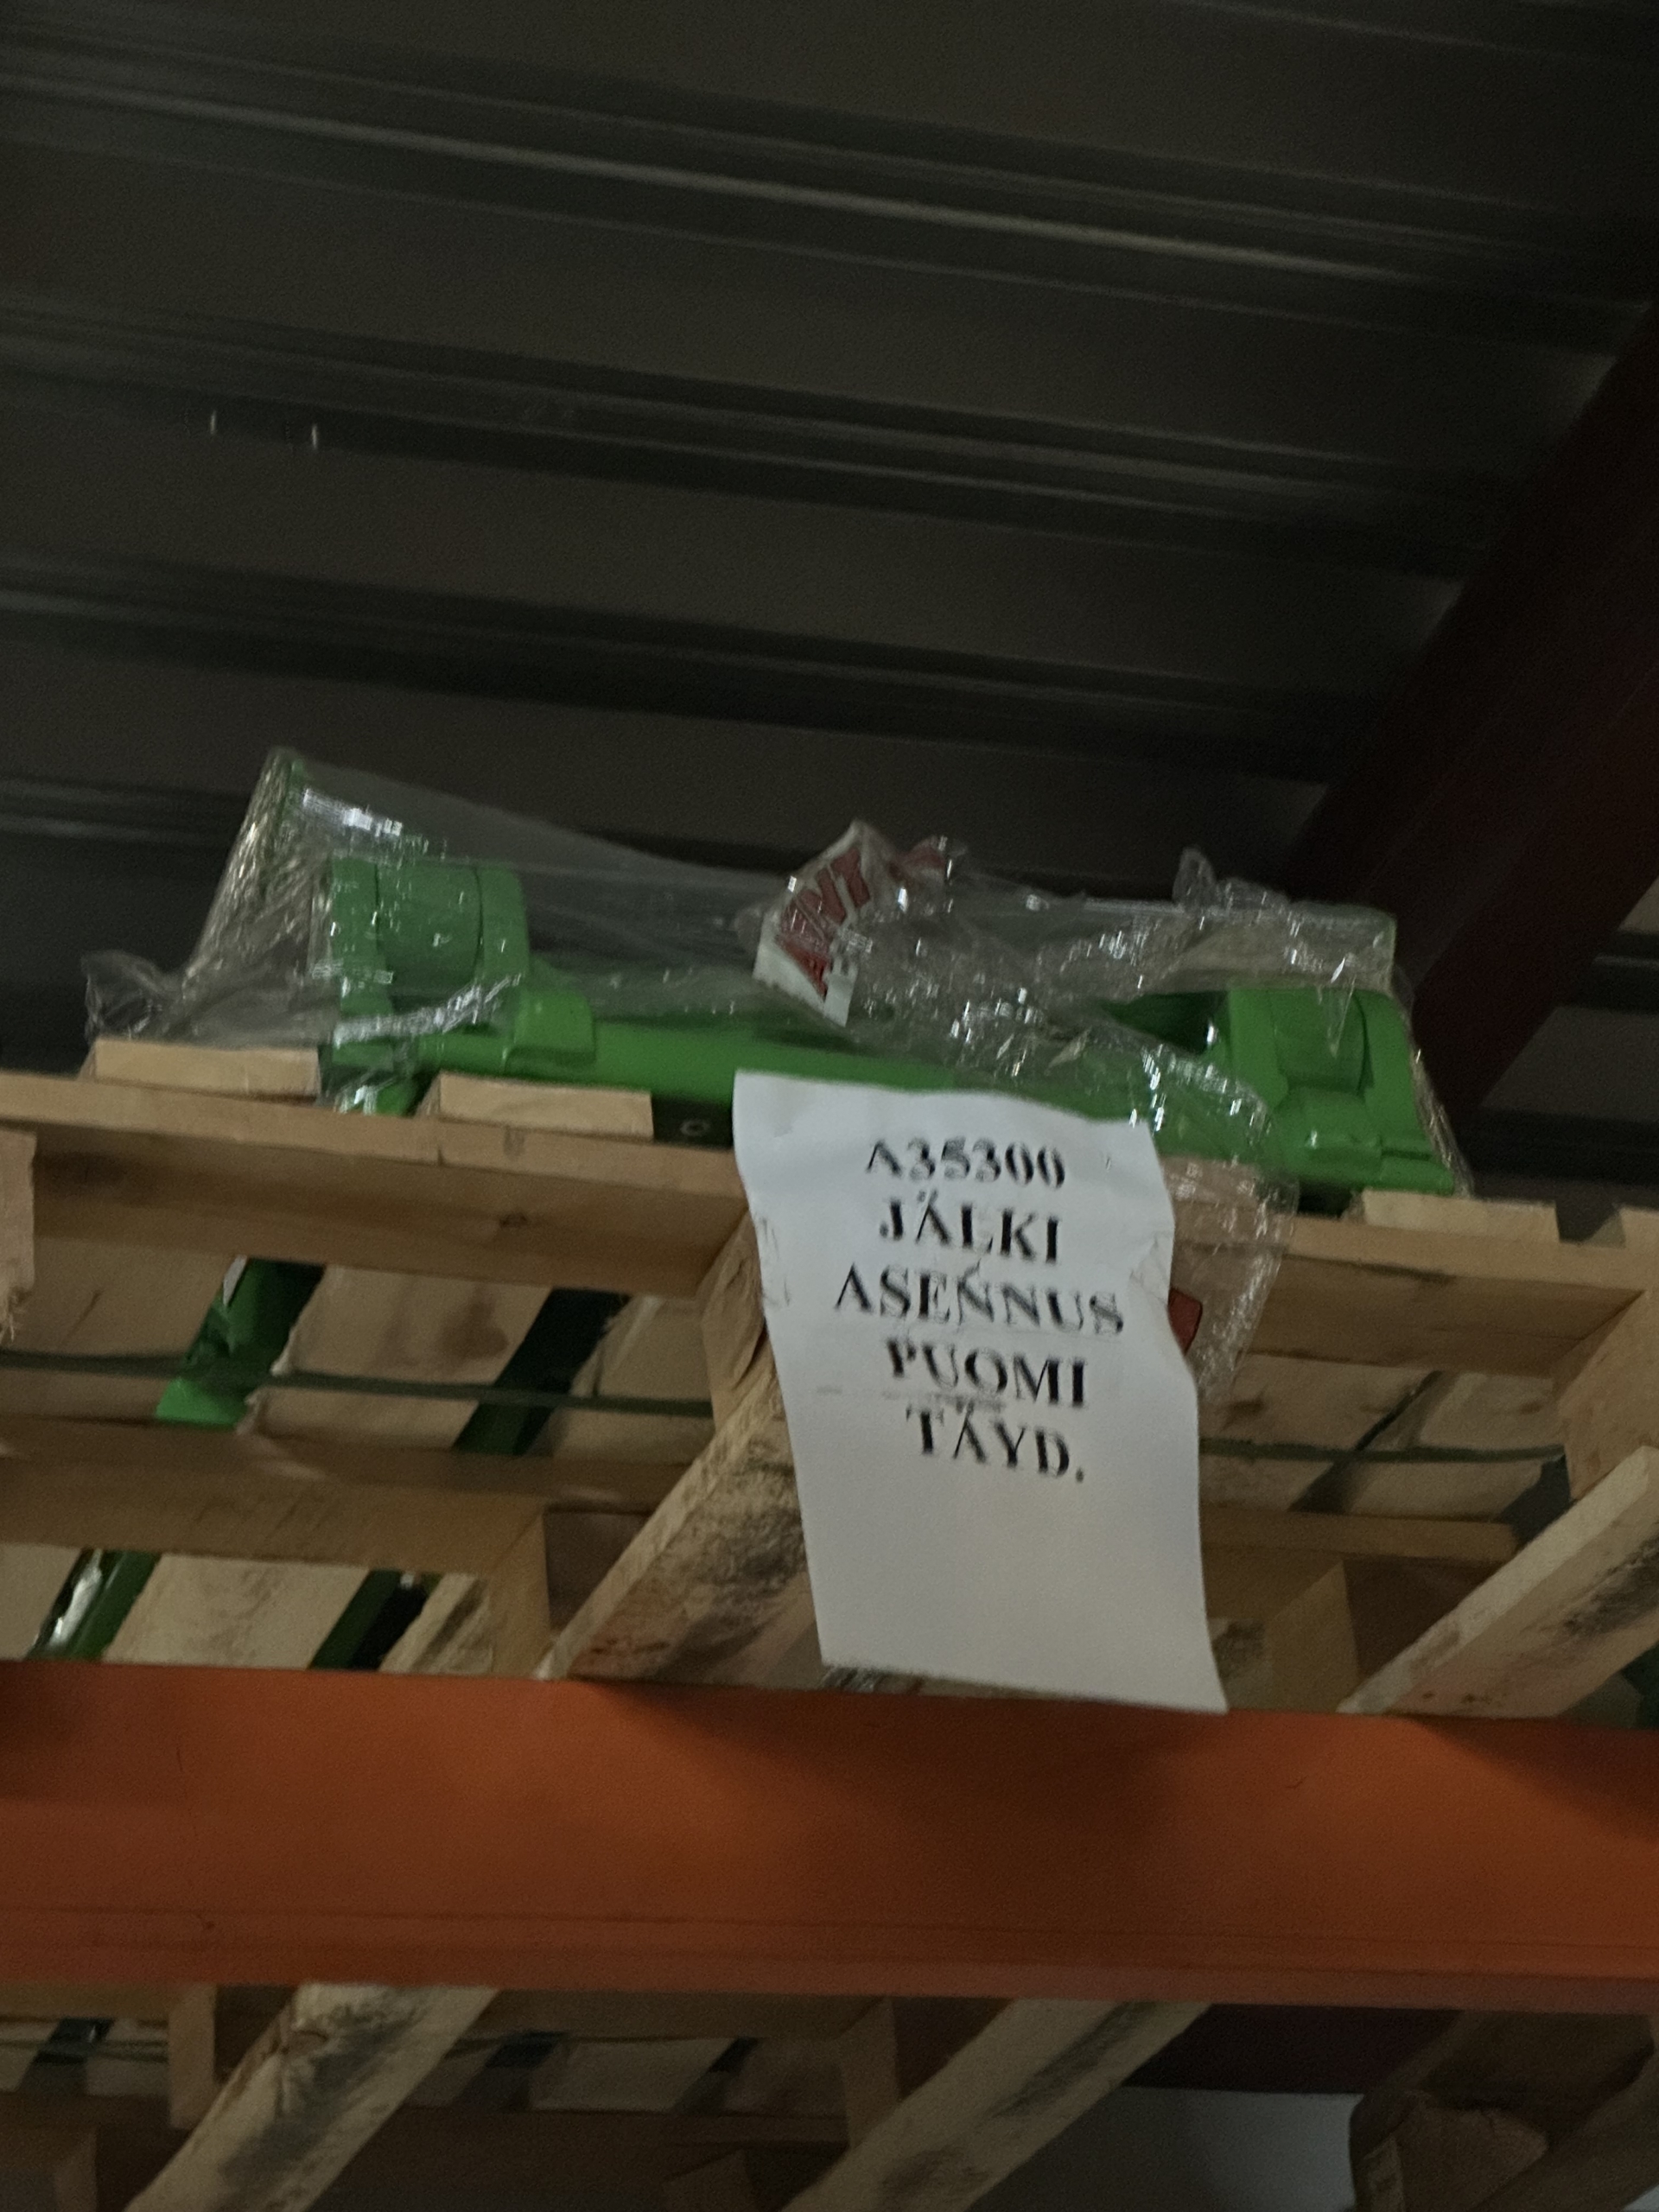 A35300
JÄLKI
ASENNUS
PUOMI
TÄYD.